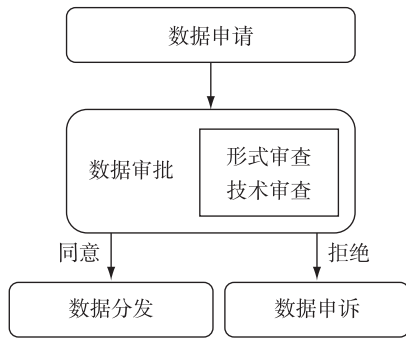 数据申请
数据审批
形式审查
技术审查
同意
拒绝
数据分发
数据申诉